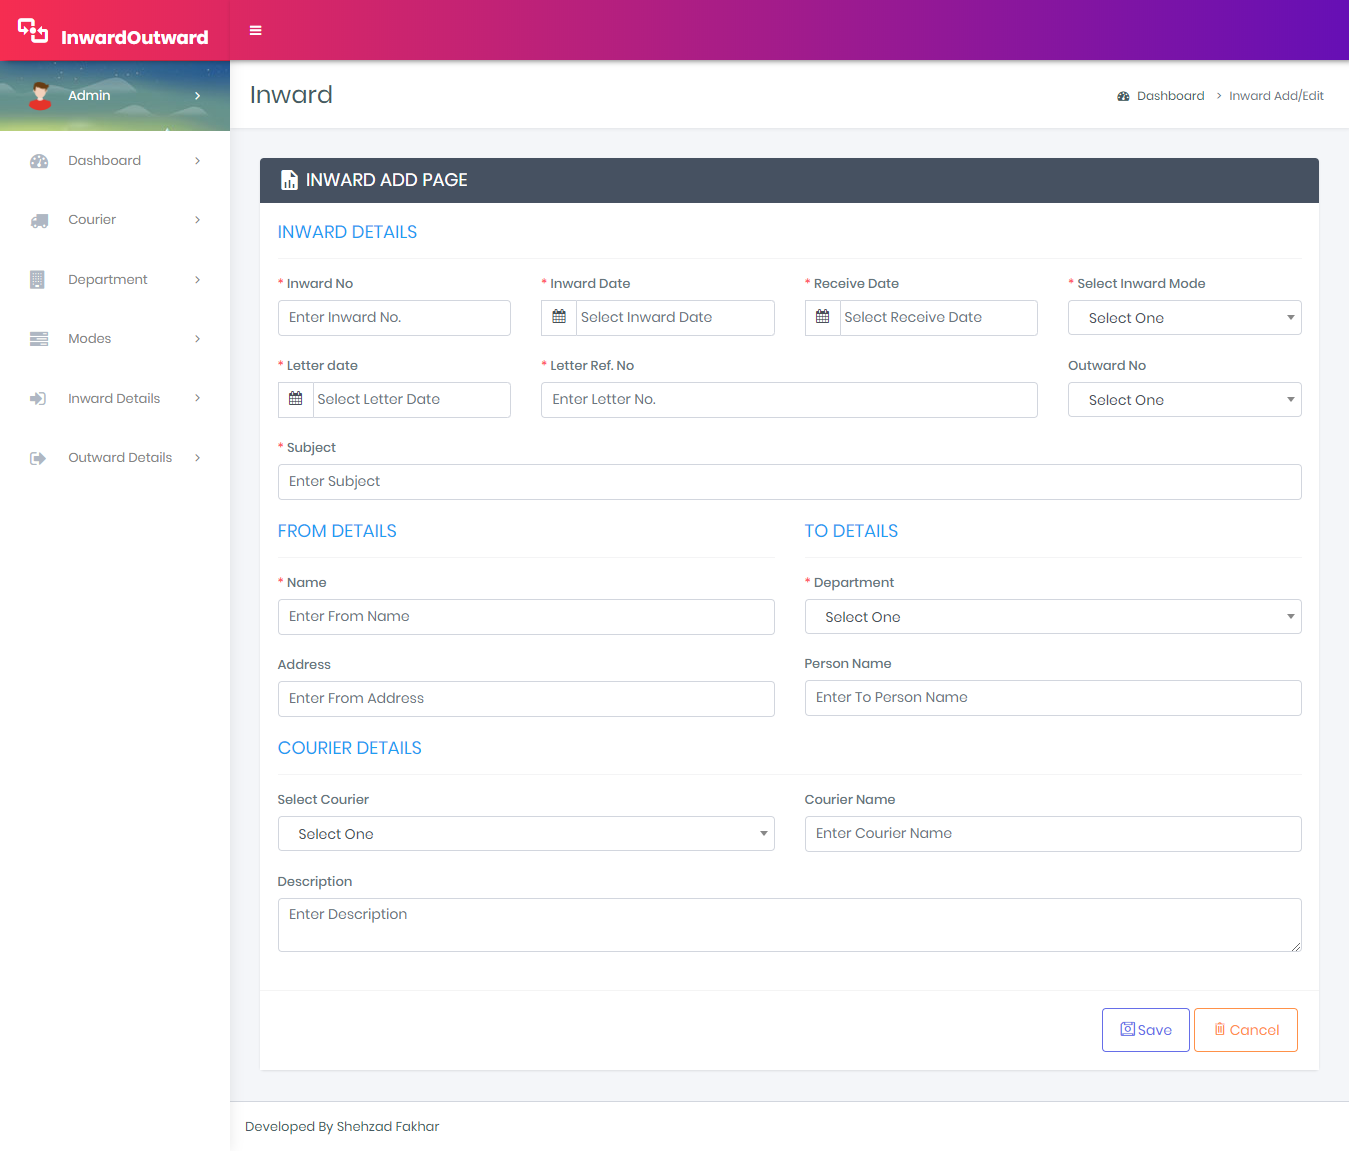 InwardOutward
Admin
Inward
Dashboard > Inward Add/Edit
Dashboard
Courier
Department
Modes
Inward Details
Outward Details
INWARD ADD PAGE
INWARD DETAILS
* Inward No * Inward Date * Receive Date * Select Inward Mode
Enter Inward No. Select Inward Date Select Receive Date Select One
* Letter date * Letter Ref. No Outward No
Select Letter Date Enter Letter No. Select One
* Subject
Enter Subject
FROM DETAILS TO DETAILS
* Name * Department
Enter From Name Select One
Address Person Name
Enter From Address Enter To Person Name
COURIER DETAILS
Select Courier Courier Name
Select One Enter Courier Name
Description
Enter Description
Save Cancel
Developed By Shehzad Fakhar